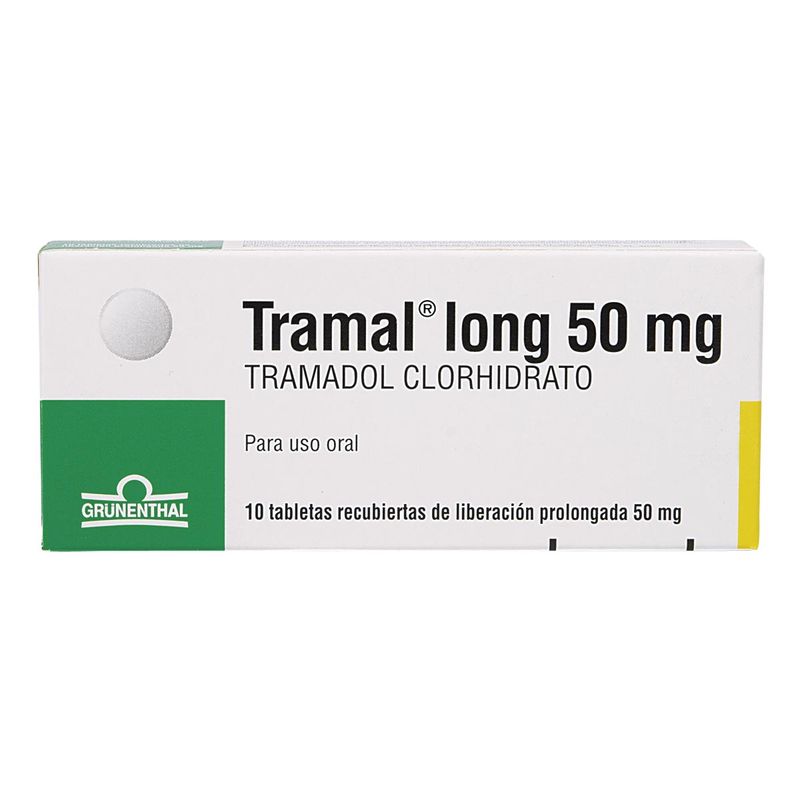 Tramal® long 50 mg
TRAMADOL CLORHIDRATO
Para uso oral
GRÜNENTHAL
10 tabletas recubiertas de liberación prolongada 50 mg